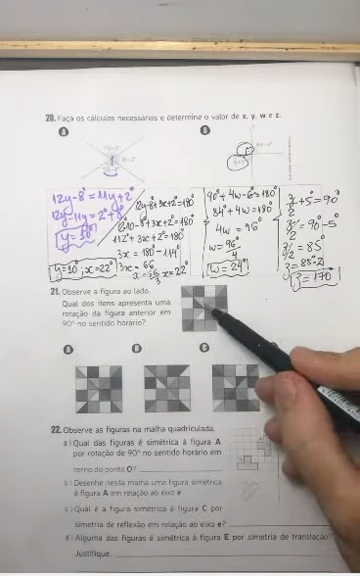 20. Faça os cálculos necessários e determine o valor de x, y, w e z.
A
B
12y-8°=11y+2°
12y-11y=2°+8°
y=10°
y=10°; x=22°
12y-8+3x+2°=180°
12·10-8+3x+2°=180°
112°+3x+2°=180°
3x=180°-114°
3x=66
x=22°
90°+4w-6=180°
84°+4w=180°
4w=96°
w=96°/4
w=24°
z/2+5°=90°
z/2=90°-5°
z/2=85
z=85·2
z=170°
21. Observe a figura ao lado.
Qual dos itens apresenta uma
rotação da figura anterior em
90° no sentido horário?
A
B
C
22. Observe as figuras na malha quadriculada.
a) Qual das figuras é simétrica à figura A
por rotação de 90° no sentido horário em
torno do ponto O?
b) Desenhe nessa malha uma figura simétrica
à figura A em relação ao eixo e.
c) Qual é a figura simétrica à figura C por
simetria de reflexão em relação ao eixo e?
d) Alguma das figuras é simétrica à figura E por simetria de translação?
Justifique.